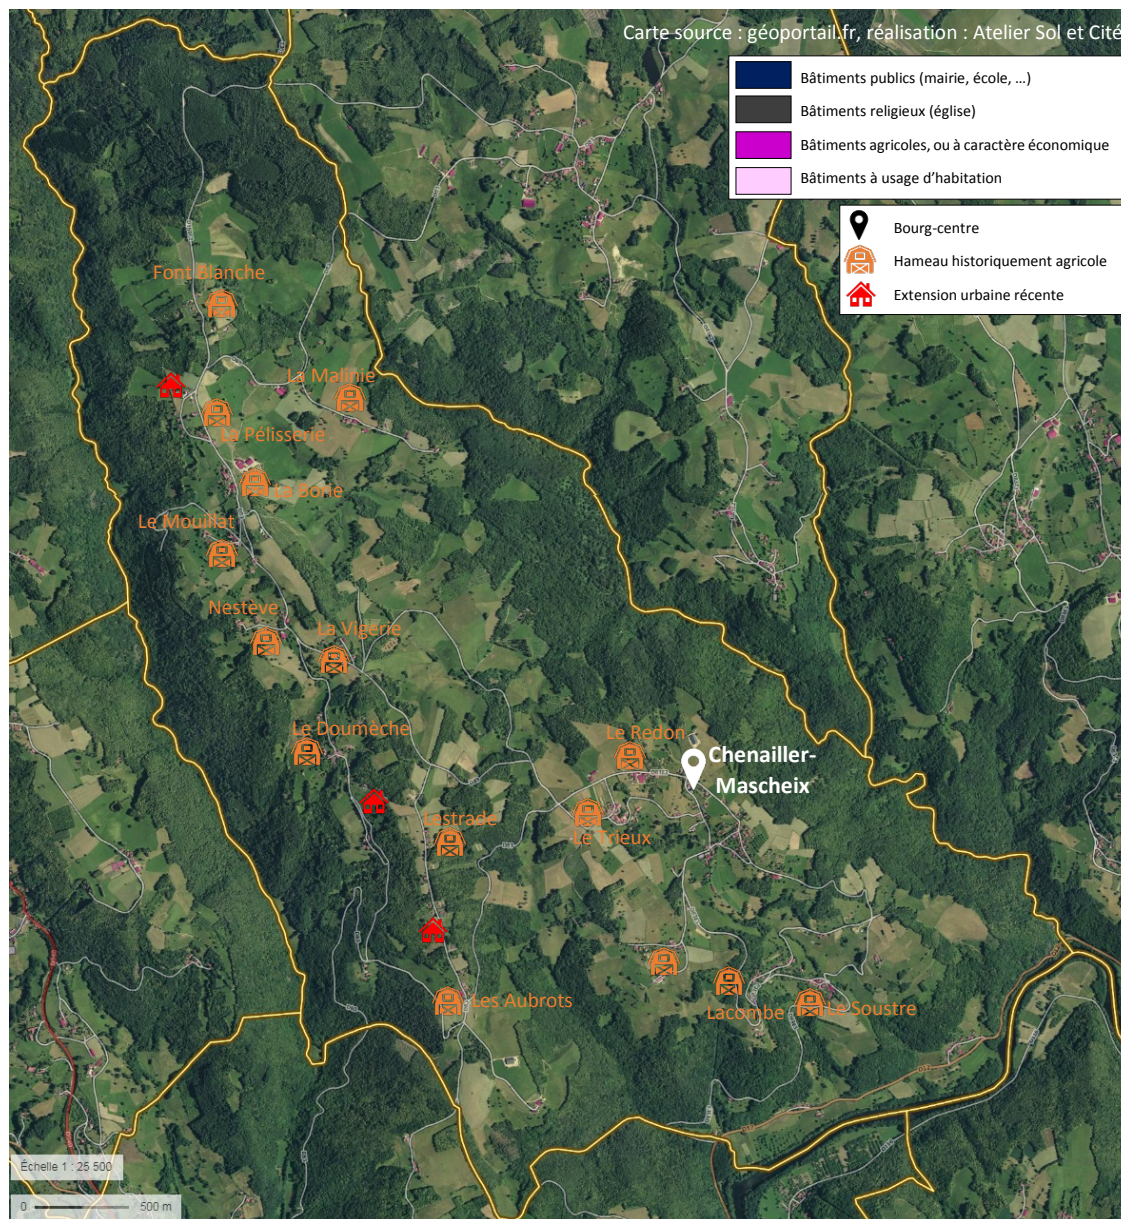 Carte source : géoportail.fr, réalisation : Atelier Sol et Cité
Bâtiments publics (mairie, école, …)
Bâtiments religieux (église)
Bâtiments agricoles, ou à caractère économique
Bâtiments à usage d'habitation
Bourg-centre
Hameau historiquement agricole
Extension urbaine récente
Font Blanche
La Malinie
La Pélisserie
La Borie
Le Mouillat
Nestève
La Vigerie
Le Doumèche
Le Redon
Chenailler-
Mascheix
Lestrade
Le Trieux
Les Aubrots
Lacombe
Le Soustre
Échelle 1 : 25 500
0
500 m